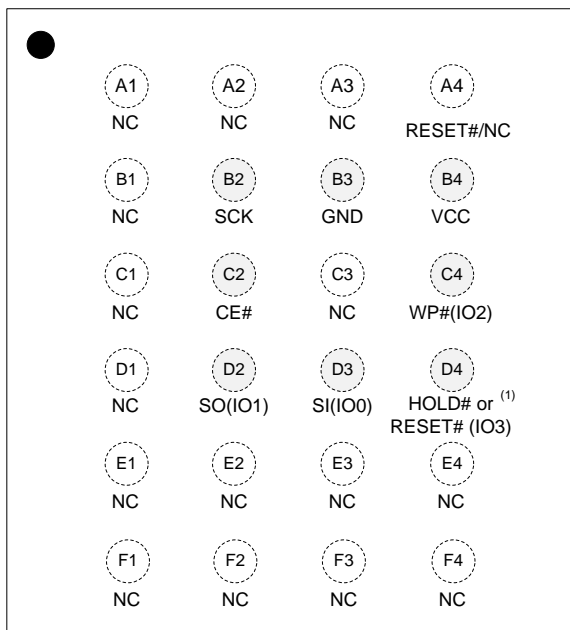 A1 A2 A3 A4
NC NC NC RESET#/NC
B1 B2 B3 B4
NC SCK GND VCC
C1 C2 C3 C4
NC CE# NC WP#(IO2)
D1 D2 D3 D4
NC SO(IO1) SI(IO0) HOLD# or (1)
RESET# (IO3)
E1 E2 E3 E4
NC NC NC NC
F1 F2 F3 F4
NC NC NC NC